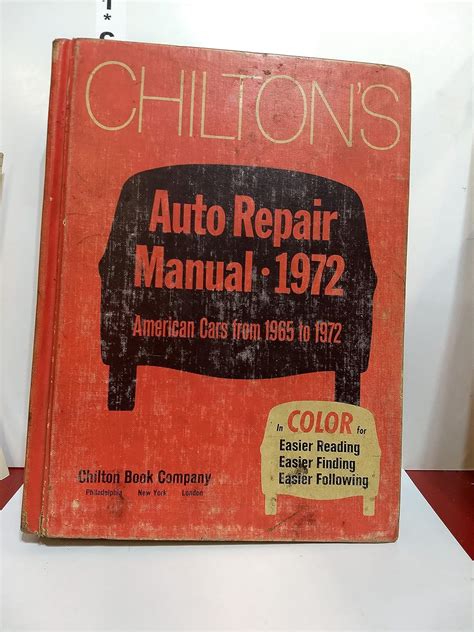 CHILTON'S
Auto Repair
Manual · 1972
American Cars from 1965 to 1972
In COLOR for
Easier Reading
Easier Finding
Easier Following
Chilton Book Company
Philadelphia New York London